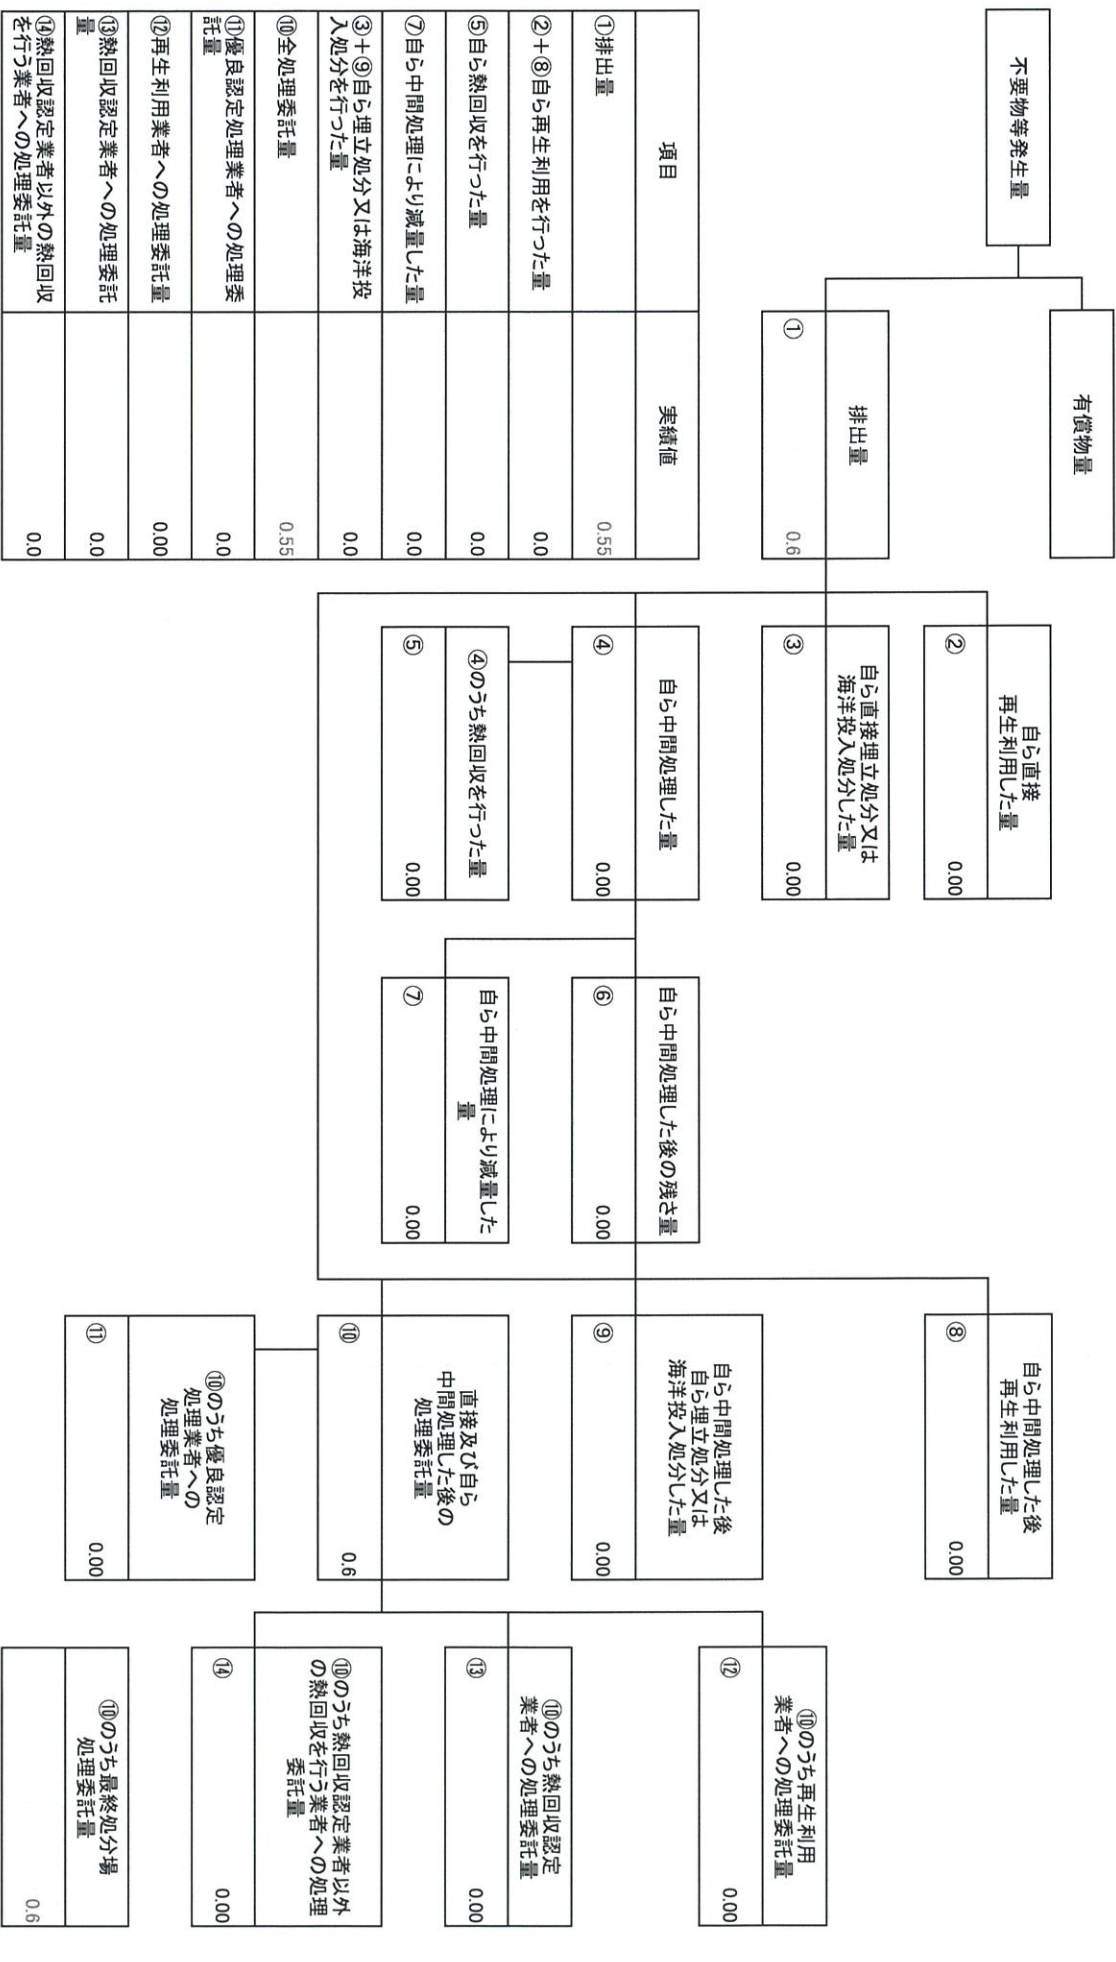 不要物等発生量
有償物量
排出量
① 0.6
自ら直接
再生利用した量
② 0.00
自ら直接埋立処分又は
海洋投入処分した量
③ 0.00
自ら中間処理した量
④ 0.00
④のうち熱回収を行った量
⑤ 0.00
自ら中間処理した後の残さ量
⑥ 0.00
自ら中間処理により減量した
量
⑦ 0.00
自ら中間処理した後
再生利用した量
⑧ 0.00
自ら中間処理した後
自ら埋立処分又は
海洋投入処分した量
⑨ 0.00
直接及び自ら
中間処理した後の
処理委託量
⑩ 0.6
⑩のうち優良認定
処理業者への
処理委託量
⑪ 0.00
⑩のうち再生利用
業者への処理委託量
⑫ 0.00
⑩のうち熱回収認定
業者への処理委託量
⑬ 0.00
⑩のうち熱回収認定業者以外
の熱回収を行う業者への処理
委託量
⑭ 0.00
⑩のうち最終処分場
処理委託量
0.6
項目 実績値
①排出量 0.55
②+⑧自ら再生利用を行った量 0.0
⑤自ら熱回収を行った量 0.0
⑦自ら中間処理により減量した量 0.0
③+⑨自ら埋立処分又は海洋投
入処分を行った量 0.0
⑩全処理委託量 0.55
⑪優良認定処理業者への処理委
託量 0.0
⑫再生利用業者への処理委託量 0.00
⑬熱回収認定業者への処理委託
量 0.0
⑭熱回収認定業者以外の熱回収
を行う業者への処理委託量 0.0